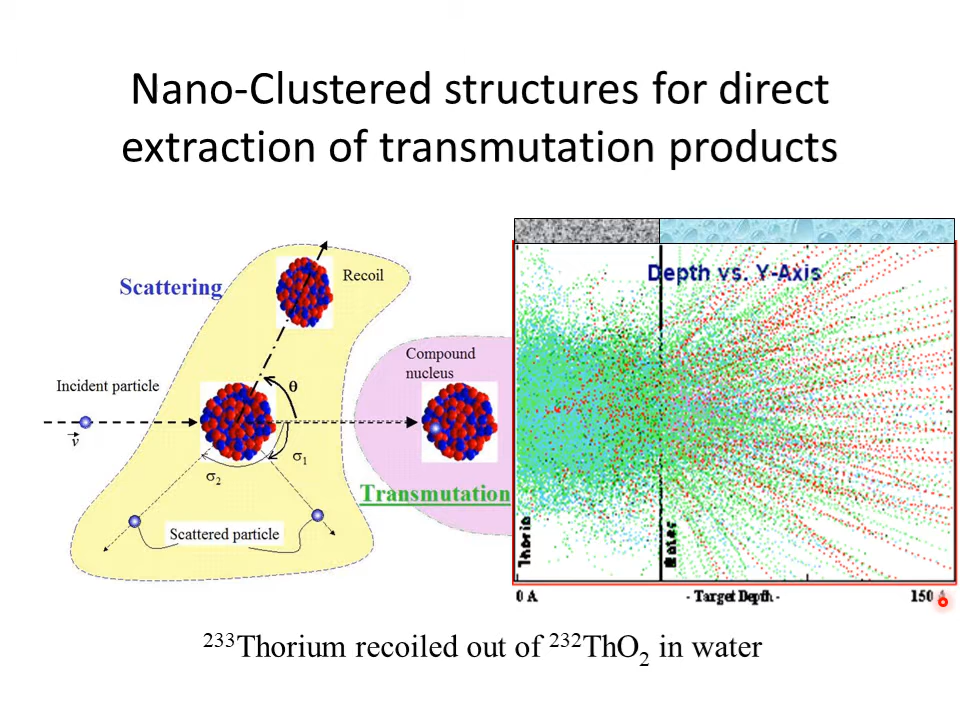 Nano-Clustered structures for direct
extraction of transmutation products
Scattering
Recoil
Incident particle
v
θ
σ1
σ2
Scattered particle
Compound
nucleus
Transmutation
Depth vs. Y-Axis
Thoria
Water
0 A
- Target Depth -
150 A
²³³Thorium recoiled out of ²³²ThO₂ in water